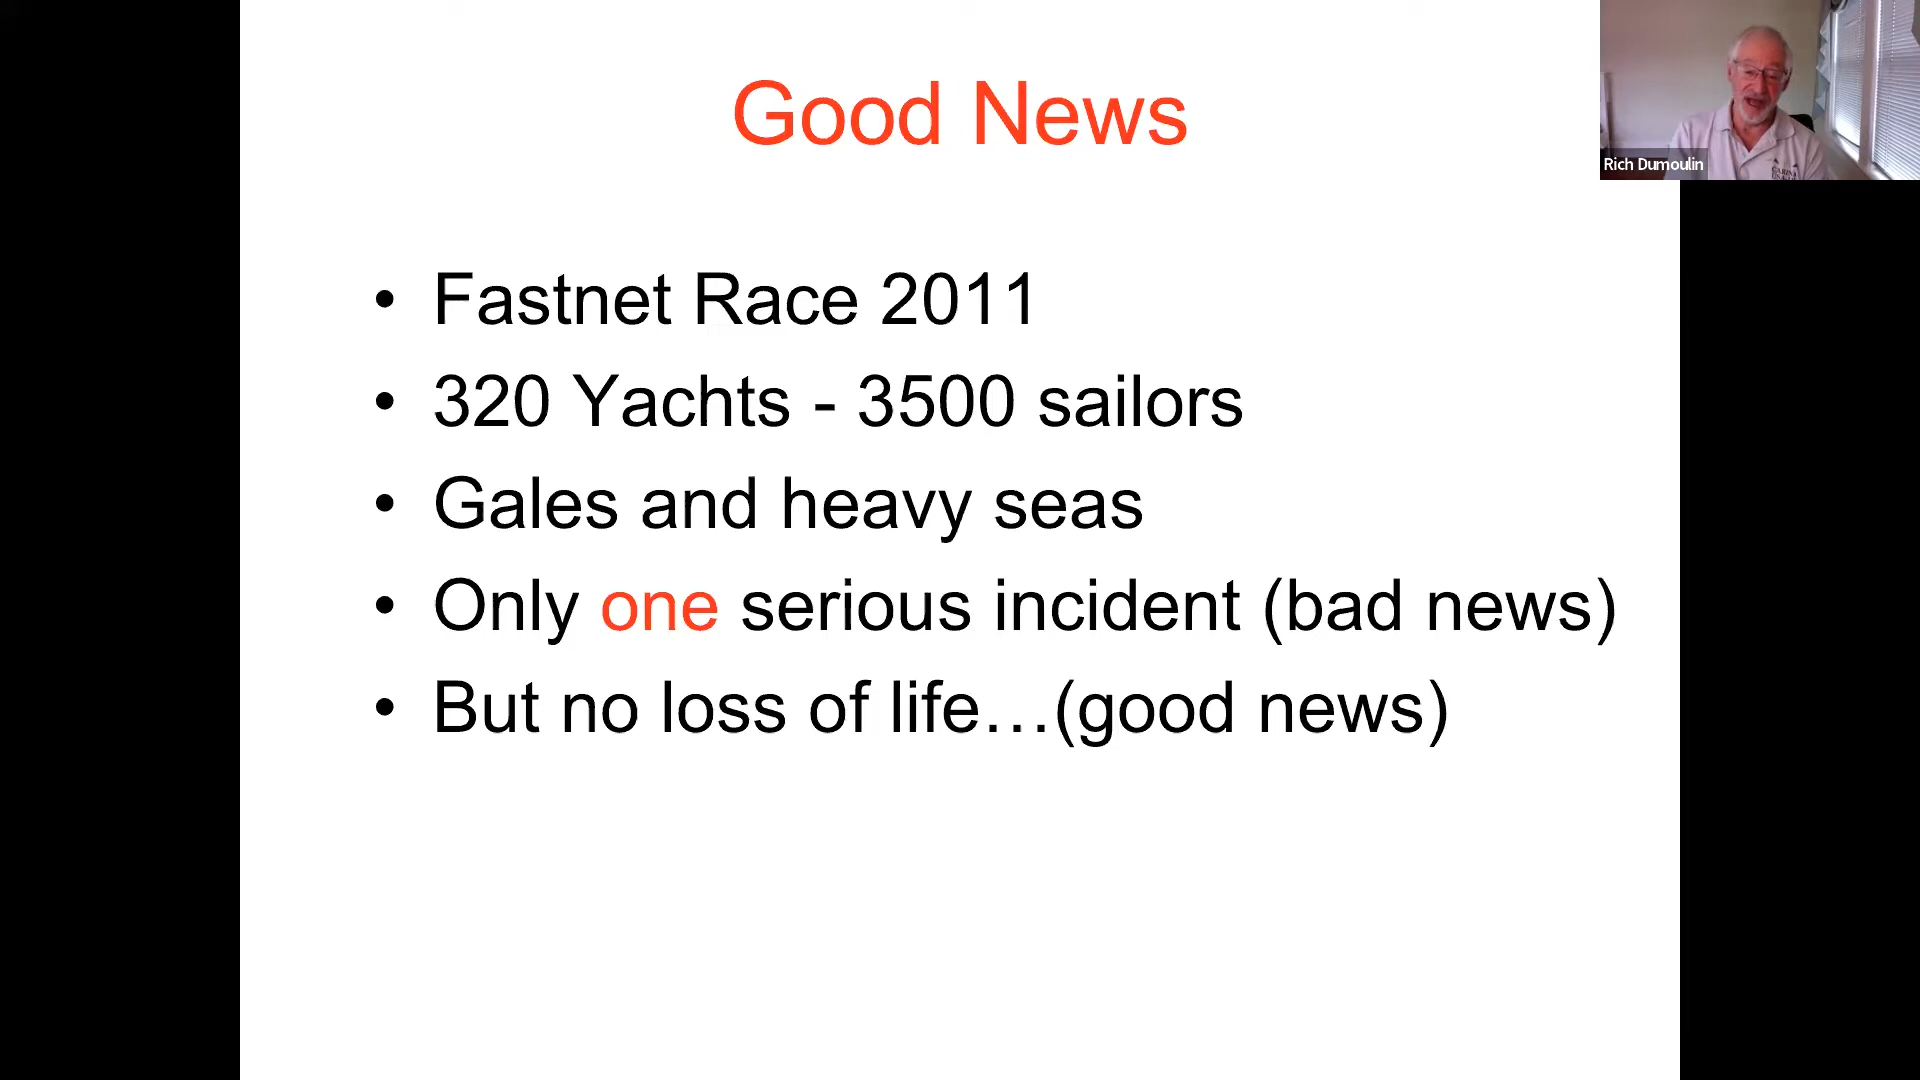 Good News
Rich Dumoulin
• Fastnet Race 2011
• 320 Yachts - 3500 sailors
• Gales and heavy seas
• Only one serious incident (bad news)
• But no loss of life…(good news)